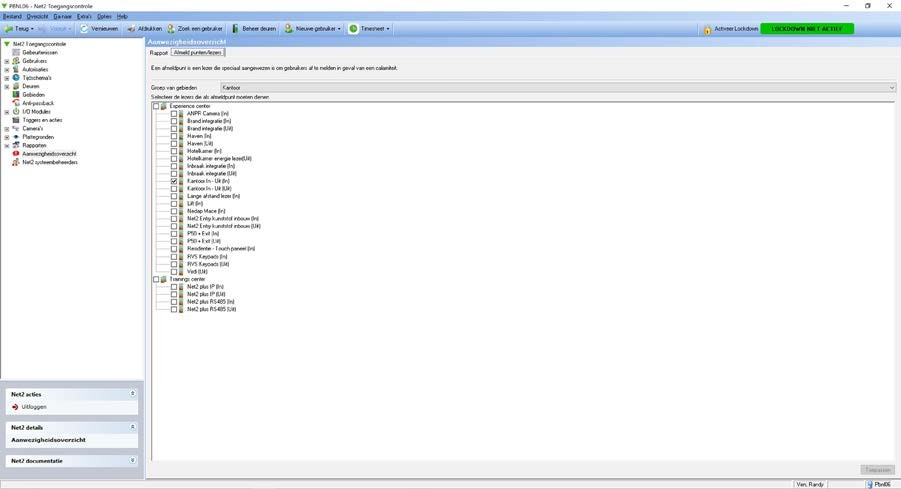 PBNL06 - Net2 Toegangscontrole
Bestand Overzicht Ga naar Extra's Opties Help
Terug Vooruit Vernieuwen Afdrukken Zoek een gebruiker Beheer deuren Nieuwe gebruiker Timesheet Activeer Lockdown LOCKDOWN NIET ACTIEF
Net2 Toegangscontrole
Gebeurtenissen
Gebruikers
Autorisaties
Tijdschema's
Deuren
Gebieden
Anti-passback
I/O Modules
Triggers en acties
Camera's
Plattegronden
Rapporten
Aanwezigheidsoverzicht
Net2 systeembeheerders
Net2 acties
Uitloggen
Net2 details
Aanwezigheidsoverzicht
Net2 documentatie
Aanwezigheidsoverzicht
Rapport Afmeld punten/lezers
Een afmeldpunt is een lezer die speciaal aangewezen is om gebruikers af te melden in geval van een calamiteit.
Groep van gebieden Kantoor
Selecteer de lezers die als afmeldpunt moeten dienen
Experience center
ANPR Camera (In)
Brand integratie (In)
Brand integratie (Uit)
Haven (In)
Haven (Uit)
Hotelkamer (In)
Hotelkamer energie lezer(Uit)
Inbraak integratie (In)
Inbraak integratie (Uit)
Kantoor In - Uit (In)
Kantoor In - Uit (Uit)
Lange afstand lezer (In)
Lift (In)
Nedap Mace (In)
Net2 Entry kunststof inbouw (In)
Net2 Entry kunststof inbouw (Uit)
P50 + Exit (In)
P50 + Exit (Uit)
Residentie - Touch paneel (In)
RVS Keypads (In)
RVS Keypads (Uit)
Vedi (Uit)
Trainings center
Net2 plus IP (In)
Net2 plus IP (Uit)
Net2 plus RS485 (In)
Net2 plus RS485 (Uit)
Toepassen
Ven, Randy Pbnl06